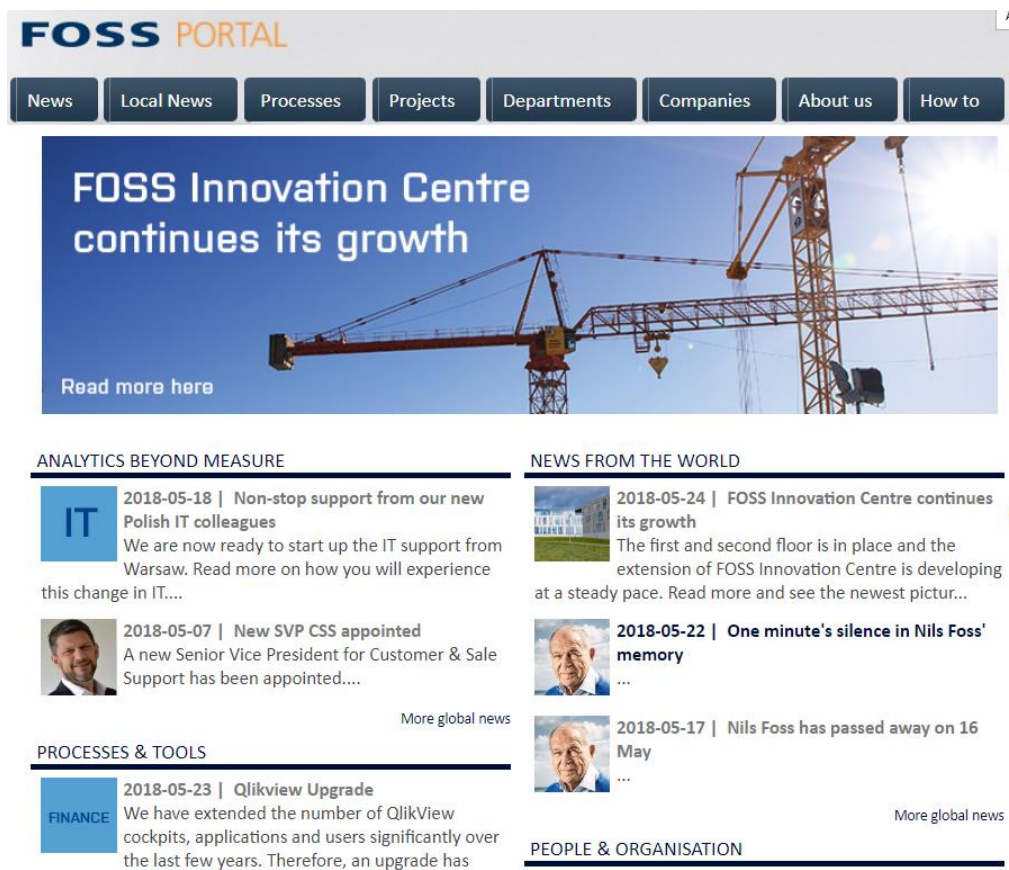 FOSS PORTAL
News
Local News
Processes
Projects
Departments
Companies
About us
How to
FOSS Innovation Centre
continues its growth
Read more here
ANALYTICS BEYOND MEASURE
IT
2018-05-18 | Non-stop support from our new
Polish IT colleagues
We are now ready to start up the IT support from
Warsaw. Read more on how you will experience
this change in IT....
2018-05-07 | New SVP CSS appointed
A new Senior Vice President for Customer & Sale
Support has been appointed....
More global news
PROCESSES & TOOLS
FINANCE
2018-05-23 | Qlikview Upgrade
We have extended the number of QlikView
cockpits, applications and users significantly over
the last few years. Therefore, an upgrade has
NEWS FROM THE WORLD
2018-05-24 | FOSS Innovation Centre continues
its growth
The first and second floor is in place and the
extension of FOSS Innovation Centre is developing
at a steady pace. Read more and see the newest pictur...
2018-05-22 | One minute's silence in Nils Foss'
memory
...
2018-05-17 | Nils Foss has passed away on 16
May
...
More global news
PEOPLE & ORGANISATION